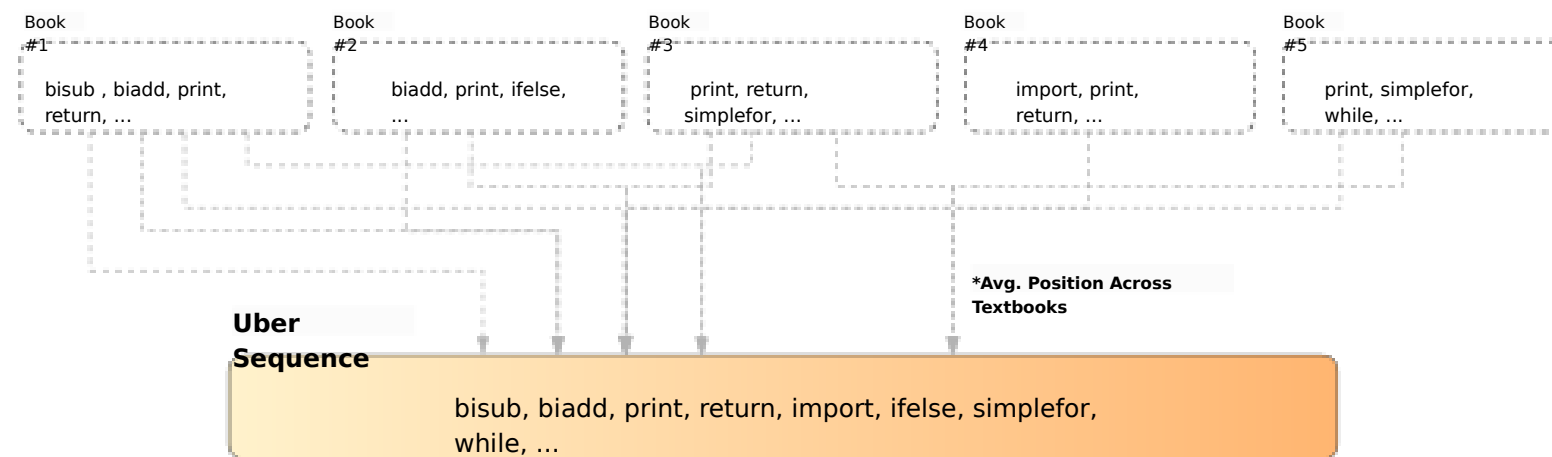 Book
#1
Book
#2
Book
#3
Book
#4
Book
#5
bisub , biadd, print,
return, ...
biadd, print, ifelse,
...
print, return,
simplefor, ...
import, print,
return, ...
print, simplefor,
while, ...
*Avg. Position Across
Textbooks
Uber
Sequence
bisub, biadd, print, return, import, ifelse, simplefor,
while, ...